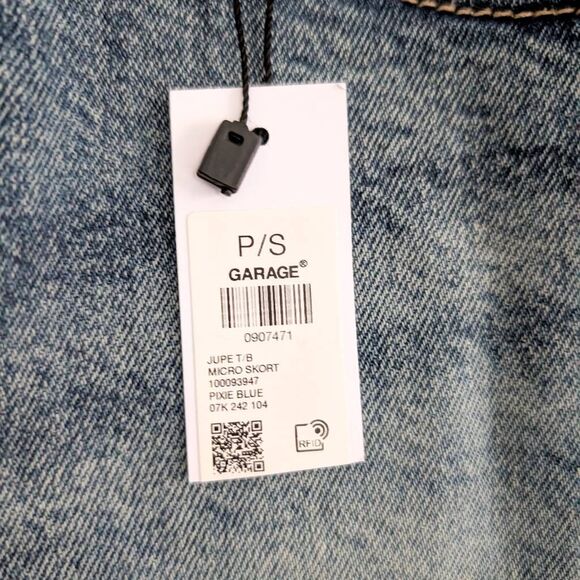 P/S
GARAGE®
0907471
JUPE T/B
MICRO SKORT
100093947
PIXIE BLUE
07K 242 104
RFID